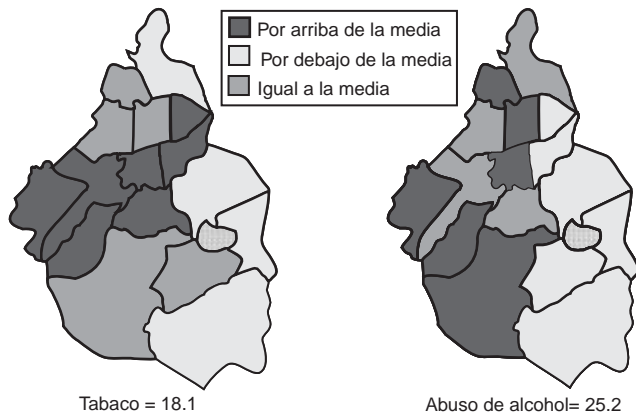 Por arriba de la media
Por debajo de la media
Igual a la media
Tabaco = 18.1
Abuso de alcohol= 25.2